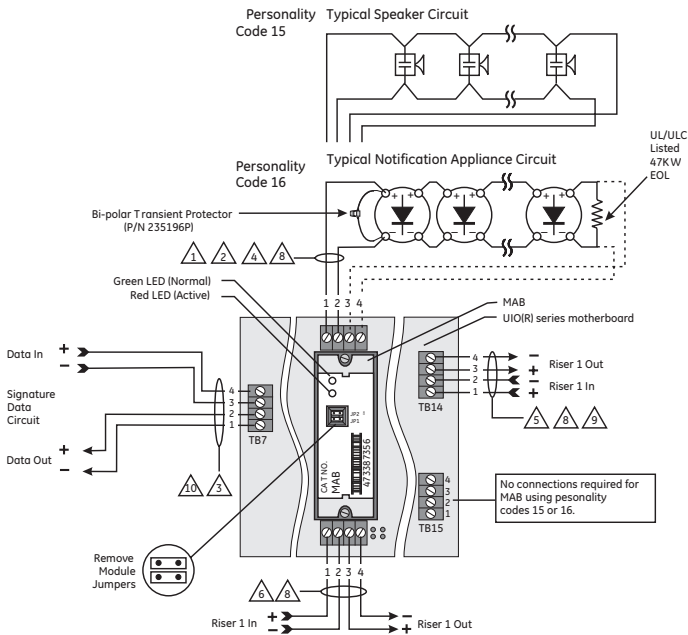 Personality
Code 15
Typical Speaker Circuit
UL/ULC
Listed
47KW
EOL
Personality
Code 16
Typical Notification Appliance Circuit
+ +
+ +
+ +
- -
- -
- -
Bi-polar Transient Protector
(P/N 235196P)
1 2 4 8
Green LED (Normal)
Red LED (Active)
1 2 3 4
MAB
UIO(R) series motherboard
Data In
+
-
Signature
Data
Circuit
Data Out
+
-
4
3
2
1
TB7
10 3
JP2 1
JP1
CAT NO.
MAB
473387356
4
3
2
1
TB14
- Riser 1 Out
+
- Riser 1 In
+
5 8 9
4
3
2
1
TB15
No connections required for
MAB using pesonality
codes 15 or 16.
Remove
Module
Jumpers
1 2 3 4
6 8
Riser 1 In
+
-
-
+
Riser 1 Out